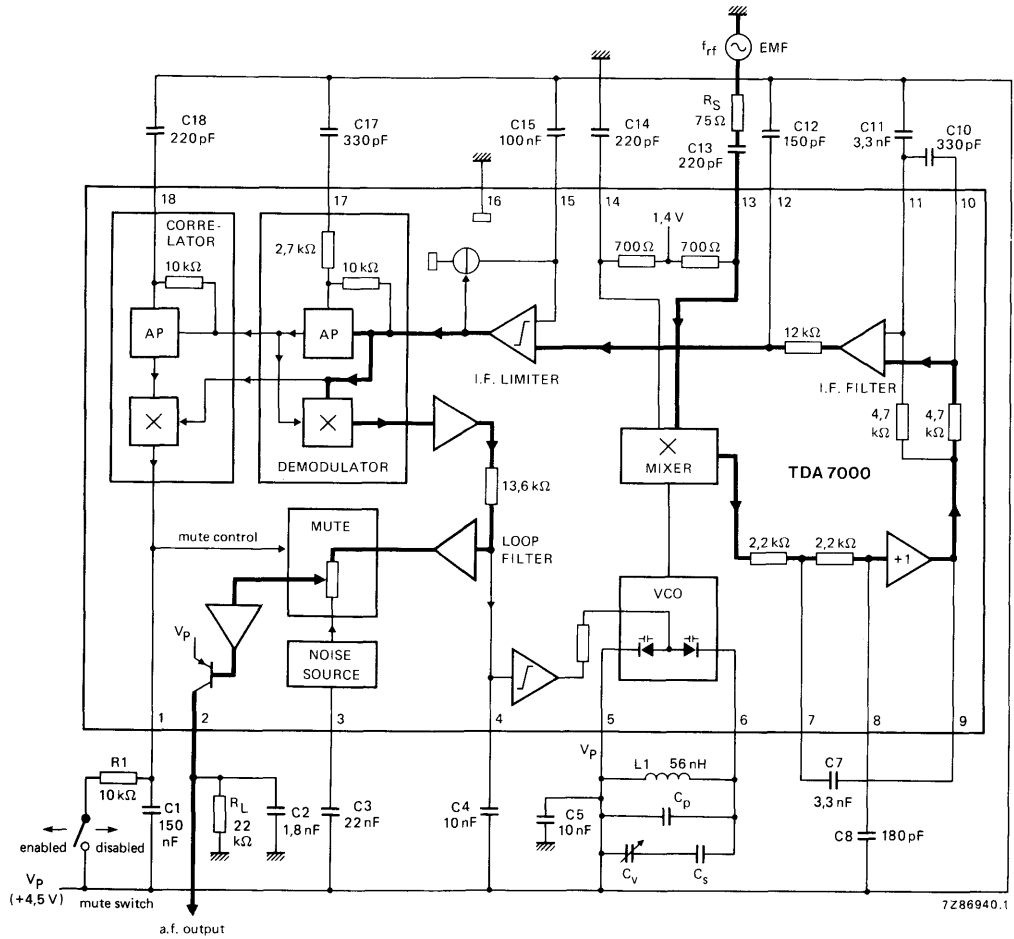 f_rf
EMF
C18
220 pF
C17
330 pF
C15
100 nF
C14
220 pF
R_S
75Ω
C13
220 pF
C12
150 pF
C11
3,3 nF
C10
330 pF
18
17
16
15
14
13
12
11
10
CORRE-
LATOR
2,7 kΩ
1,4 V
10 kΩ
10 kΩ
700Ω
700Ω
AP
AP
12 kΩ
I.F. LIMITER
I.F. FILTER
4,7
kΩ
4,7
kΩ
DEMODULATOR
MIXER
TDA 7000
13,6 kΩ
MUTE
mute control
LOOP
FILTER
2,2 kΩ
2,2 kΩ
+1
VCO
V_P
NOISE
SOURCE
1
2
3
4
5
6
7
8
9
V_P
R1
10 kΩ
L1
56 nH
C7
3,3 nF
C1
150
nF
R_L
22
kΩ
C2
1,8 nF
C3
22 nF
C4
10 nF
C5
10 nF
C_p
C8
180 pF
enabled
disabled
C_v
C_s
V_P
(+4,5 V)
mute switch
7Z86940.1
a.f. output